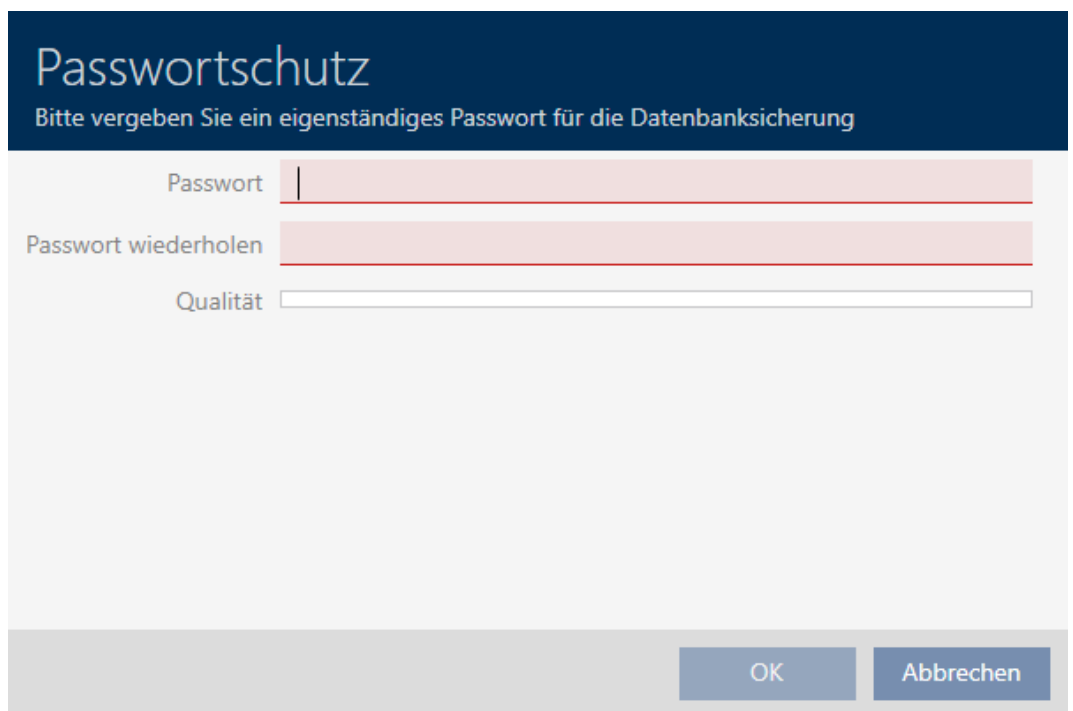 Passwortschutz
Bitte vergeben Sie ein eigenständiges Passwort für die Datenbanksicherung
Passwort
Passwort wiederholen
Qualität
OK Abbrechen